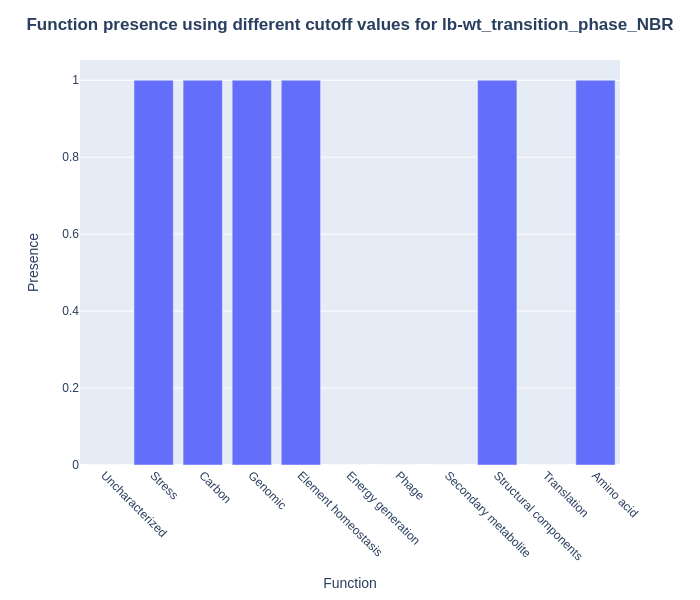 Function presence using different cutoff values for lb-wt_transition_phase_NBR
1
0.8
0.6
0.4
0.2
0
Presence
Uncharacterized
Stress
Carbon
Genomic
Element homeostasis
Energy generation
Phage
Secondary metabolite
Structural components
Translation
Amino acid
Function